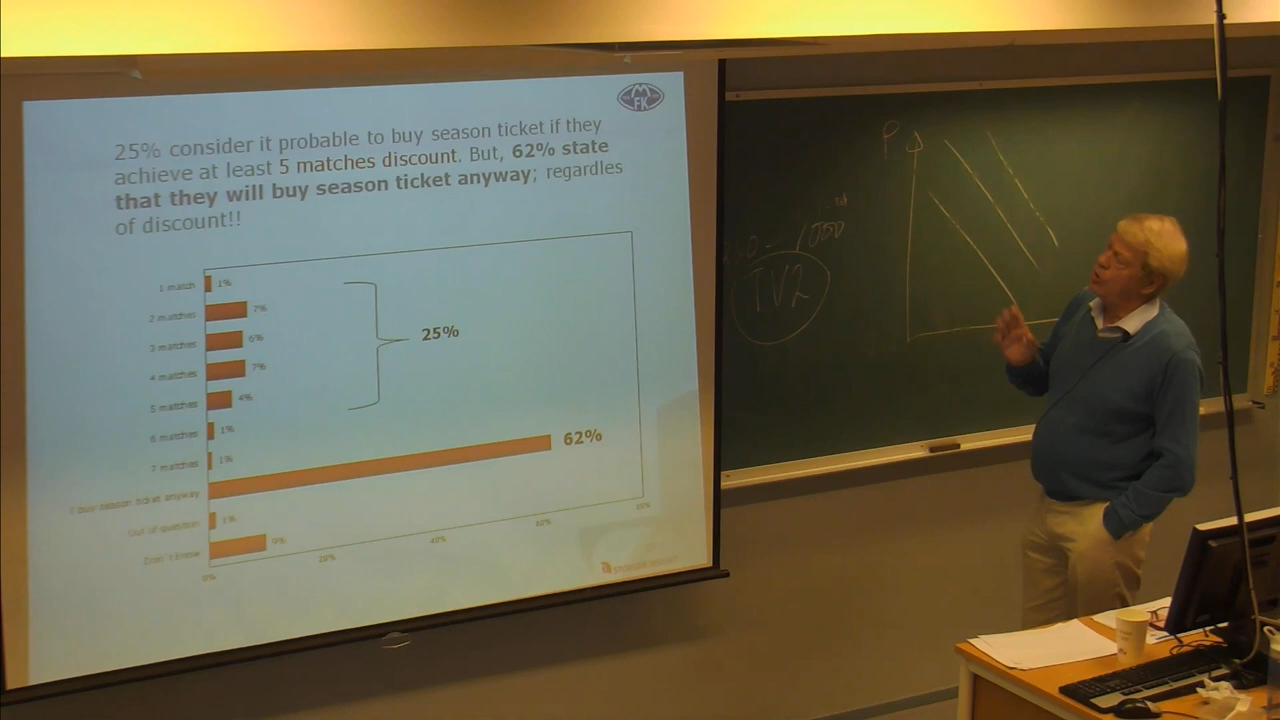 MFK
25% consider it probable to buy season ticket if they
achieve at least 5 matches discount. But, 62% state
that they will buy season ticket anyway; regardles
of discount!!
1 match 1%
2 matches 7%
3 matches 6%
4 matches 7%
5 matches 4%
25%
6 matches 1%
7 matches 1%
I buy season ticket anyway 62%
Out of question 1%
Don't know 9%
0% 20% 40% 60% 80%
P
1050
TV2